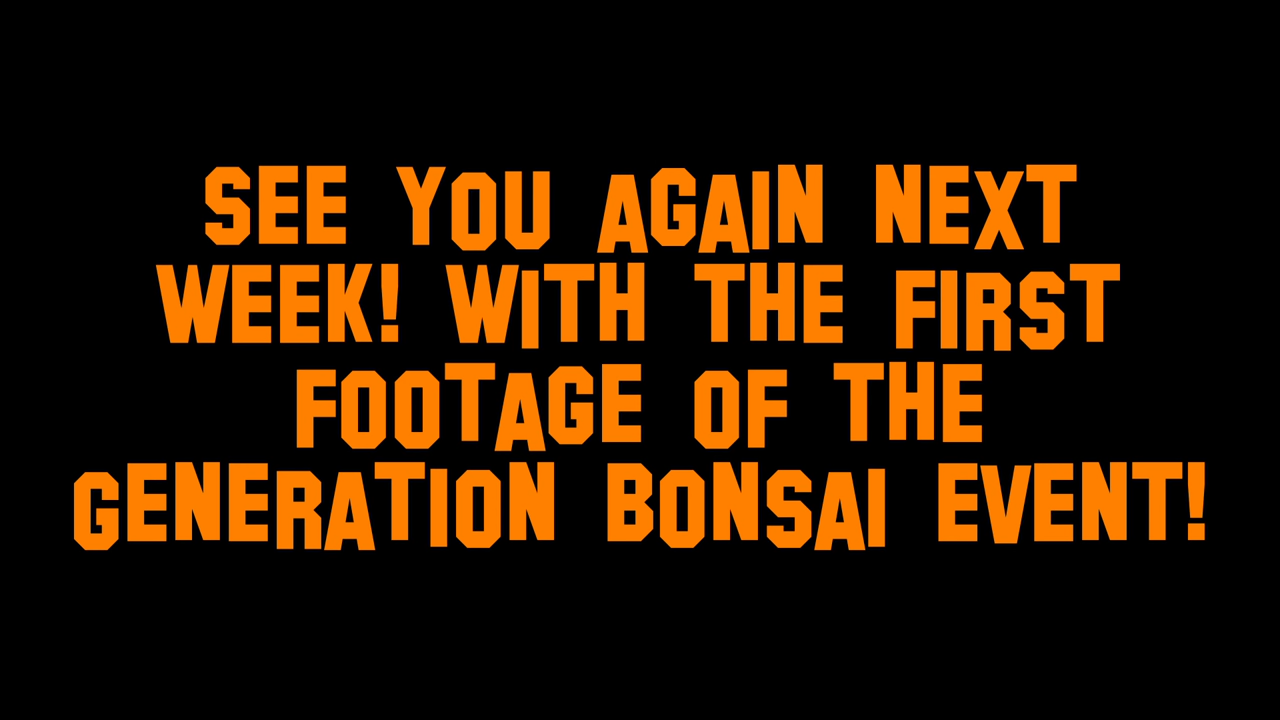 SEE YOU AGAIN NEXT
WEEK! WITH THE FIRST
FOOTAGE OF THE
GENERATION BONSAI EVENT!